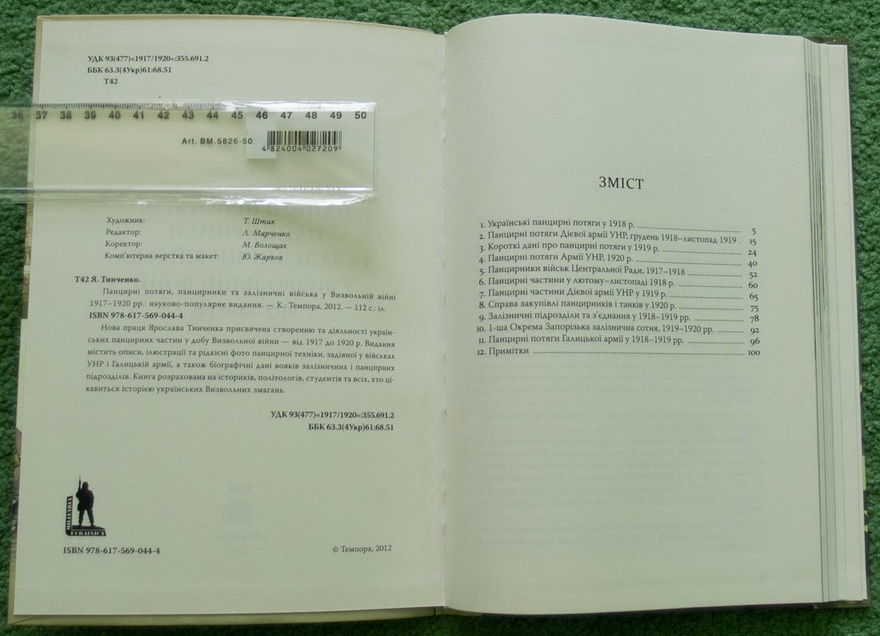 УДК 93(477)«1917/1920»:355.691.2
ББК 63.3(4Укр)61:68.51
Т42
36 37 38 39 40 41 42 43 44 45 46 47 48 49 50
Art. BM.5826-50
4 824004 027209
Художник: Т. Штик
Редактор: Л. Марченко
Коректор: М. Волощак
Комп'ютерна верстка та макет: Ю. Жарков
Т42 Я. Тинченко.
Панцирні потяги, панцирники та залізничні війська у Визвольній війні
1917–1920 рр.: науково-популярне видання. — К.: Темпора, 2012. — 112 с.: іл.
ISBN 978-617-569-044-4
Нова праця Ярослава Тинченка присвячена створенню та діяльності україн-
ських панцирних частин у добу Визвольної війни — від 1917 до 1920 р. Видання
містить описи, ілюстрації та рідкісні фото панцирної техніки, задіяної у військах
УНР і Галицькій армії, а також біографічні дані вояків залізничних і панцирних
підрозділів. Книга розрахована на істориків, політологів, студентів та всіх, хто ці-
кавиться історією українських Визвольних змагань.
УДК 93(477)«1917/1920»:355.691.2
ББК 63.3(4Укр)61:68.51
MILITARIA
UCRAINICA
ISBN 978-617-569-044-4
© Темпора, 2012
ЗМІСТ
1. Українські панцирні потяги у 1918 р. 5
2. Панцирні потяги Дієвої армії УНР, грудень 1918–листопад 1919 . 15
3. Короткі дані про панцирні потяги у 1919 р. 24
4. Панцирні потяги Армії УНР, 1920 р. 40
5. Панцирники військ Центральної Ради, 1917–1918 52
6. Панцирні частини у лютому–листопаді 1918 р. 60
7. Панцирні частини Дієвої армії УНР у 1919 р. 65
8. Справа закупівлі панцирників і танків у 1920 р. 75
9. Залізничні підрозділи та з'єднання у 1918–1919 рр. 78
10. 1-ша Окрема Запорізька залізнична сотня, 1919–1920 рр. 92
11. Панцирні потяги Галицької армії у 1918–1919 рр. 96
12. Примітки 100